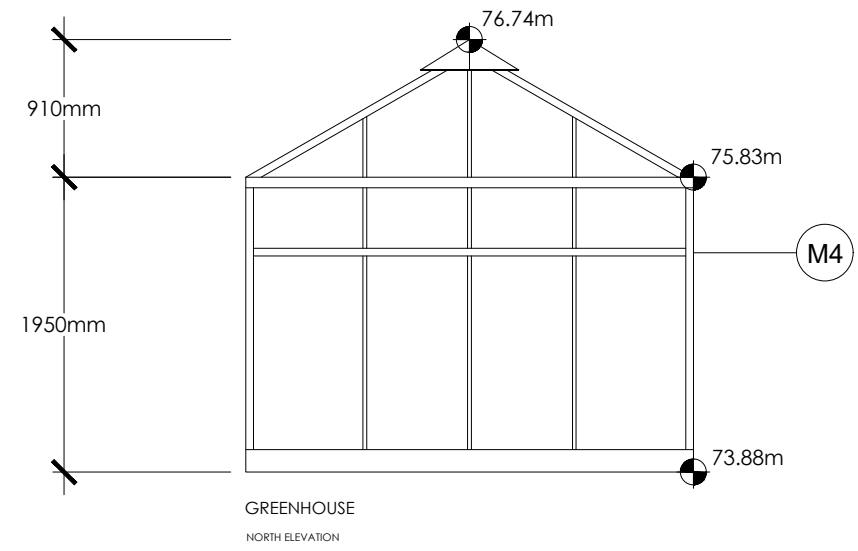 76.74m
910mm
75.83m
M4
1950mm
73.88m
GREENHOUSE
NORTH ELEVATION